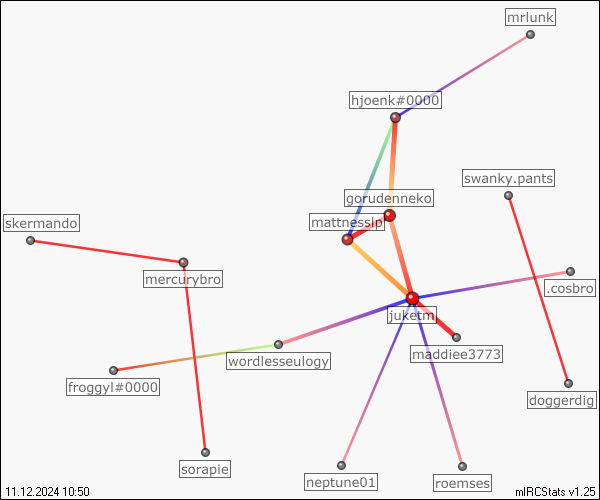 mrlunk
hjoenk#0000
swanky.pants
gorudenneko
mattnesslp
skermando
mercurybro
.cosbro
juketm
maddiee3773
wordlesseulogy
froggyl#0000
doggerdig
sorapie
neptune01
roemses
11.12.2024 10:50
mIRCStats v1.25